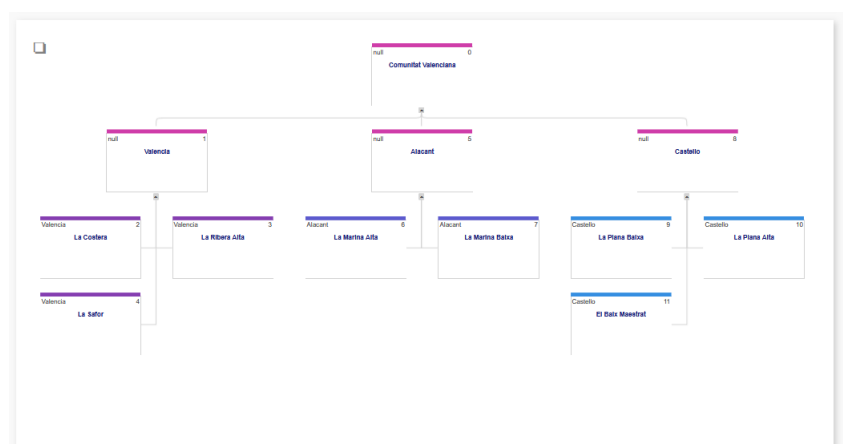 null 0
Comunitat Valenciana
null 1
Valencia
null 5
Alacant
null 8
Castello
Valencia 2
La Costera
Valencia 3
La Ribera Alta
Alacant 6
La Marina Alta
Alacant 7
La Marina Baixa
Castello 9
La Plana Baixa
Castello 10
La Plana Alta
Valencia 4
La Safor
Castello 11
El Baix Maestrat